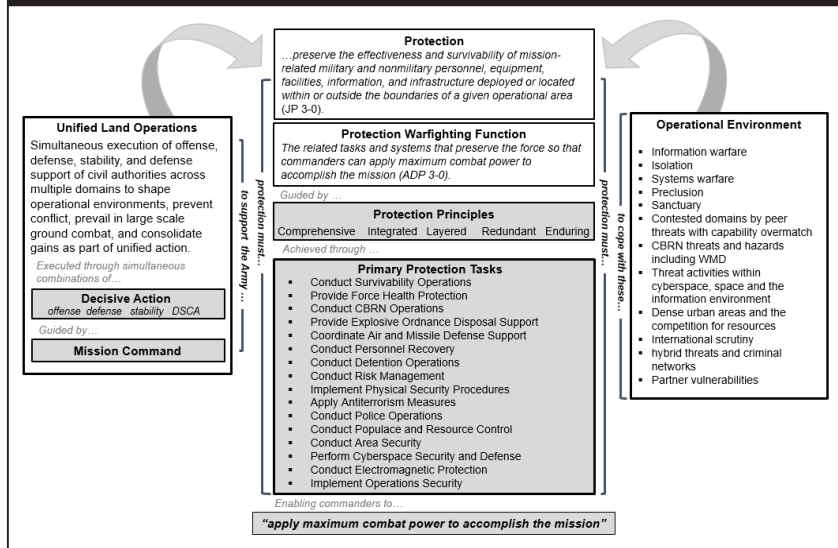 Protection
…preserve the effectiveness and survivability of mission-
related military and nonmilitary personnel, equipment,
facilities, information, and infrastructure deployed or located
within or outside the boundaries of a given operational area
(JP 3-0).
Protection Warfighting Function
The related tasks and systems that preserve the force so that
commanders can apply maximum combat power to
accomplish the mission (ADP 3-0).
Guided by …
Protection Principles
Comprehensive Integrated Layered Redundant Enduring
Achieved through …
Primary Protection Tasks
▪ Conduct Survivability Operations
▪ Provide Force Health Protection
▪ Conduct CBRN Operations
▪ Provide Explosive Ordnance Disposal Support
▪ Coordinate Air and Missile Defense Support
▪ Conduct Personnel Recovery
▪ Conduct Detention Operations
▪ Conduct Risk Management
▪ Implement Physical Security Procedures
▪ Apply Antiterrorism Measures
▪ Conduct Police Operations
▪ Conduct Populace and Resource Control
▪ Conduct Area Security
▪ Perform Cyberspace Security and Defense
▪ Conduct Electromagnetic Protection
▪ Implement Operations Security
Enabling commanders to…
“apply maximum combat power to accomplish the mission”
Unified Land Operations
Simultaneous execution of offense,
defense, stability, and defense
support of civil authorities across
multiple domains to shape
operational environments, prevent
conflict, prevail in large scale
ground combat, and consolidate
gains as part of unified action.
Executed through simultaneous
combinations of…
Decisive Action
offense defense stability DSCA
Guided by…
Mission Command
to support the Army…
protection must…
protection must…
to cope with these…
Operational Environment
▪ Information warfare
▪ Isolation
▪ Systems warfare
▪ Preclusion
▪ Sanctuary
▪ Contested domains by peer
threats with capability overmatch
▪ CBRN threats and hazards
including WMD
▪ Threat activities within
cyberspace, space and the
information environment
▪ Dense urban areas and the
competition for resources
▪ International scrutiny
▪ hybrid threats and criminal
networks
▪ Partner vulnerabilities